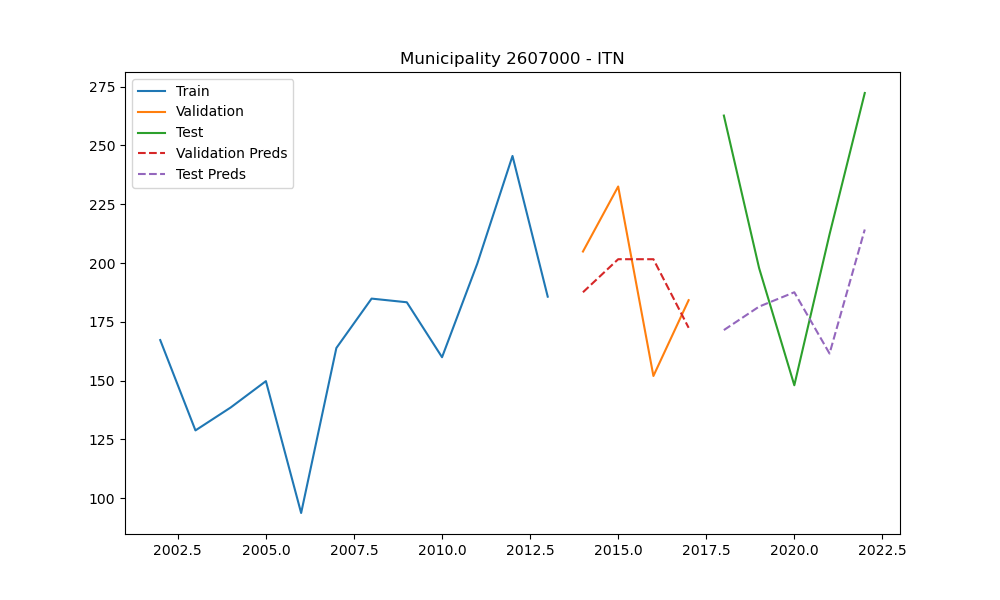 Municipality 2607000 - ITN
275
250
225
200
175
150
125
100
Train
Validation
Test
Validation Preds
Test Preds
2002.5 2005.0 2007.5 2010.0 2012.5 2015.0 2017.5 2020.0 2022.5